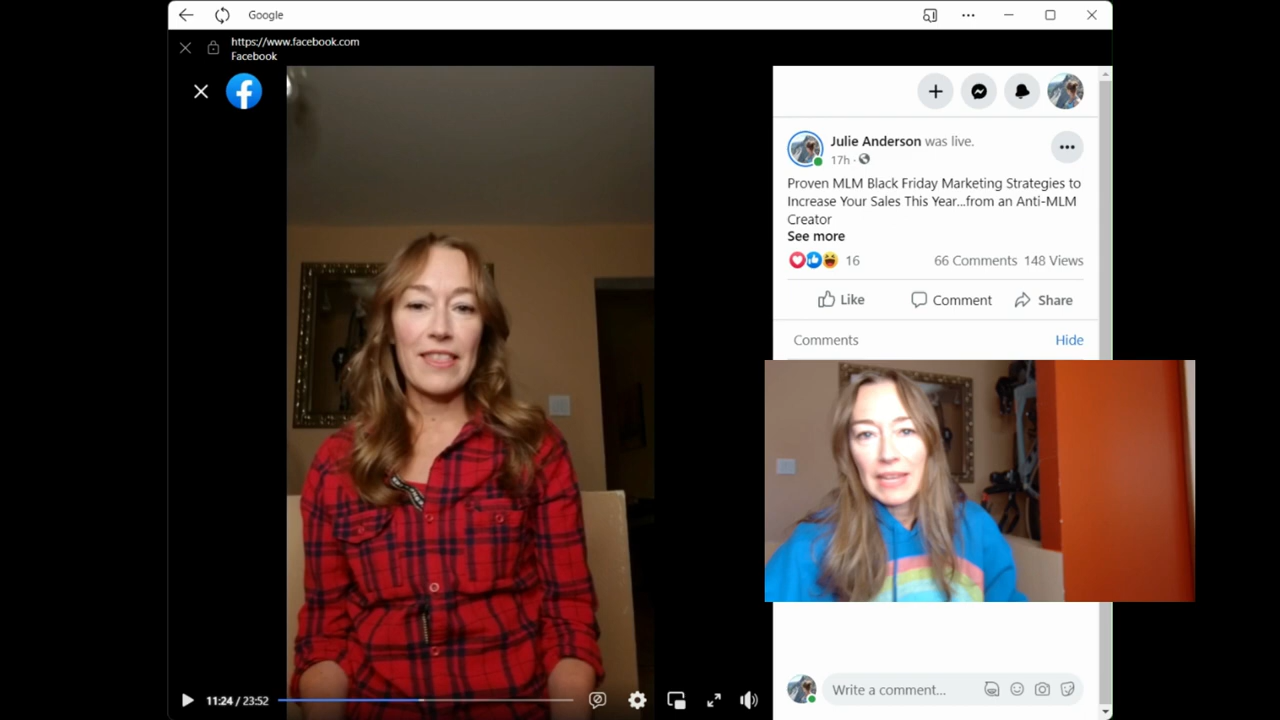 Google
https://www.facebook.com
Facebook
Julie Anderson was live.
17h ·
Proven MLM Black Friday Marketing Strategies to
Increase Your Sales This Year...from an Anti-MLM
Creator
See more
16 66 Comments 148 Views
Like Comment Share
Comments Hide
11:24 / 23:52
Write a comment...